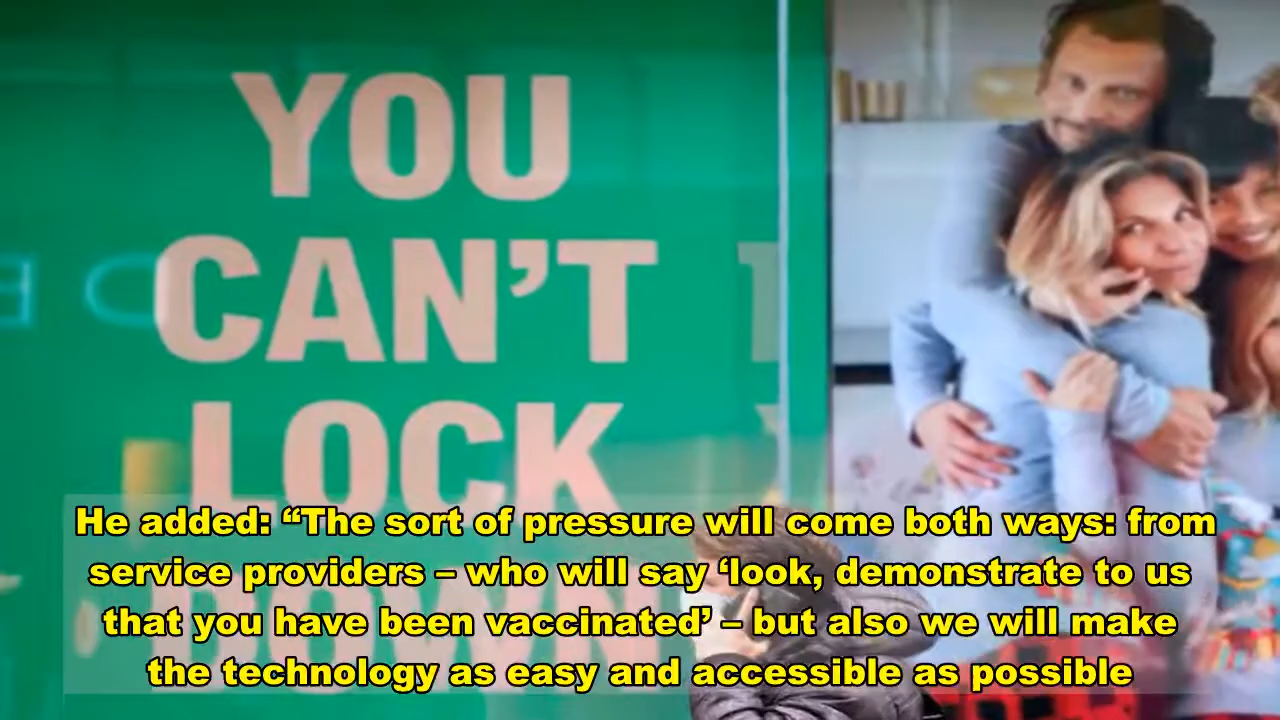 YOU
CAN'T
LOCK
DOWN
He added: “The sort of pressure will come both ways: from
service providers – who will say ‘look, demonstrate to us
that you have been vaccinated’ – but also we will make
the technology as easy and accessible as possible